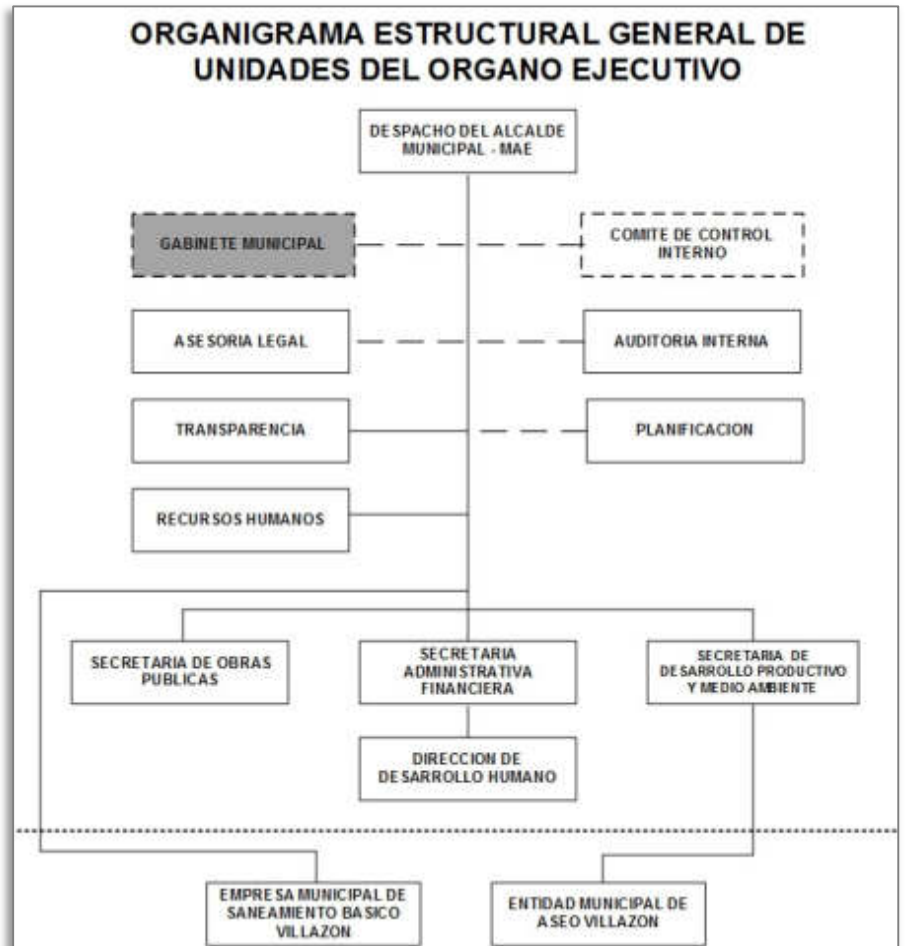 ORGANIGRAMA ESTRUCTURAL GENERAL DE
UNIDADES DEL ORGANO EJECUTIVO
DESPACHO DEL ALCALDE
MUNICIPAL - MAE
GABINETE MUNICIPAL
COMITE DE CONTROL
INTERNO
ASESORIA LEGAL
AUDITORIA INTERNA
TRANSPARENCIA
PLANIFICACION
RECURSOS HUMANOS
SECRETARIA DE OBRAS
PUBLICAS
SECRETARIA
ADMINISTRATIVA
FINANCIERA
SECRETARIA DE
DESARROLLO PRODUCTIVO
Y MEDIO AMBIENTE
DIRECCION DE
DESARROLLO HUMANO
EMPRESA MUNICIPAL DE
SANEAMIENTO BASICO
VILLAZON
ENTIDAD MUNICIPAL DE
ASEO VILLAZON